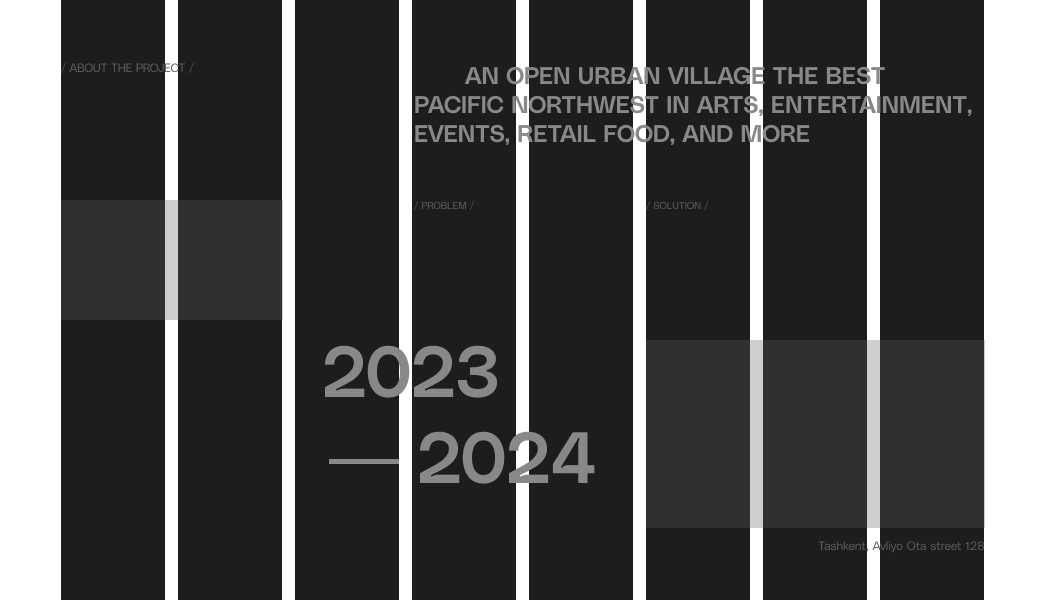 / ABOUT THE PROJECT /
AN OPEN URBAN VILLAGE THE BEST
PACIFIC NORTHWEST IN ARTS, ENTERTAINMENT,
EVENTS, RETAIL FOOD, AND MORE
/ PROBLEM /
/ SOLUTION /
2023
— 2024
Tashkent, Avliyo Ota street 128